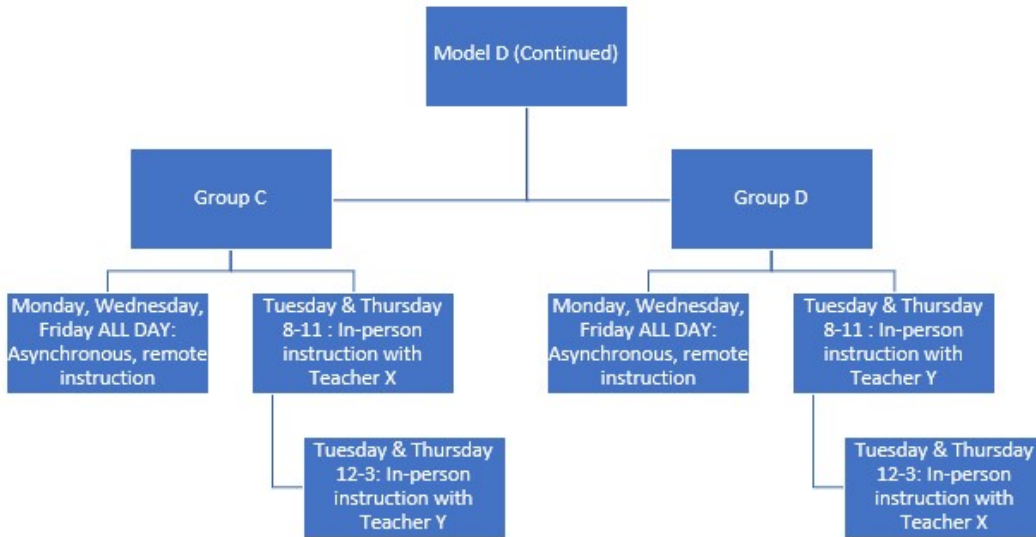 Model D (Continued)
Group C
Group D
Monday, Wednesday,
Friday ALL DAY:
Asynchronous, remote
instruction
Tuesday & Thursday
8-11 : In-person
instruction with
Teacher X
Monday, Wednesday,
Friday ALL DAY:
Asynchronous, remote
instruction
Tuesday & Thursday
8-11 : In-person
instruction with
Teacher Y
Tuesday & Thursday
12-3: In-person
instruction with
Teacher Y
Tuesday & Thursday
12-3: In-person
instruction with
Teacher X